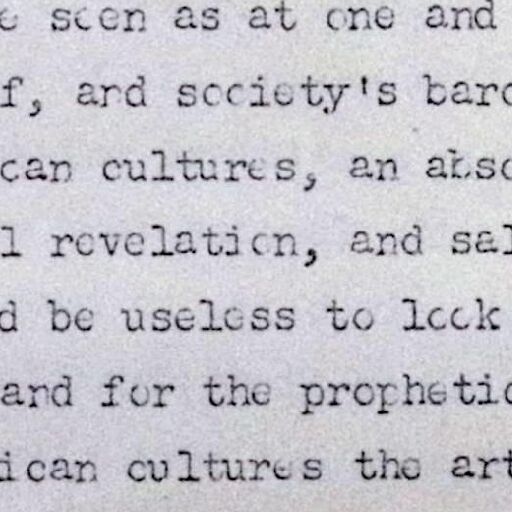 e seen as at one and
f, and society's baro
can cultures, an abso
l revelation, and sal
d be useless to look
and for the prophetic
ican cultures the art